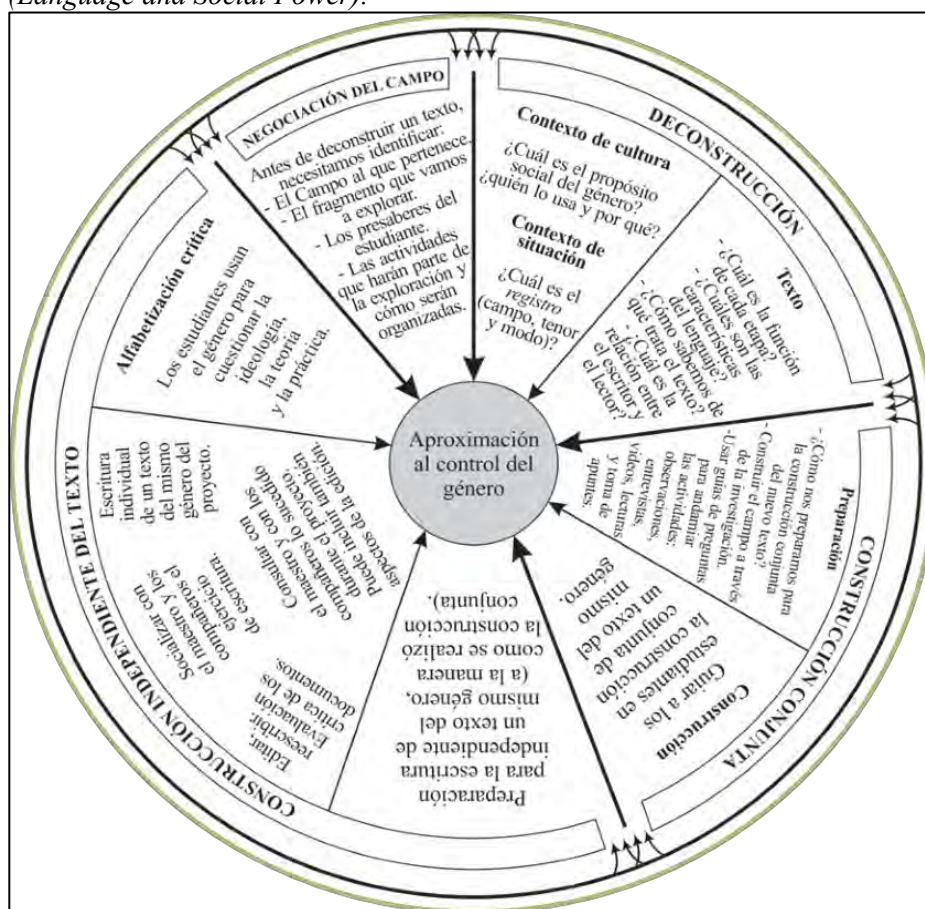 (Language and Social Power).
NEGOCIACIÓN DEL CAMPO
Antes de deconstruir un texto,
necesitamos identificar:
- El Campo al que pertenece.
- El fragmento que vamos
a explorar.
- Los presaberes del
estudiante.
- Las actividades
que harán parte de
la exploración y
cómo serán
organizadas.
DECONSTRUCCIÓN
Contexto de cultura
¿Cuál es el propósito
social del género?
¿quién lo usa y por qué?
Contexto de
situación
¿Cuál es el
registro
(campo, tenor
y modo)?
Texto
- ¿Cuál es la función
de cada etapa?
- ¿Cuáles son las
características
del lenguaje?
- ¿Cómo sabemos de
qué trata el texto?
- ¿Cuál es la
relación entre
el escritor y
el lector?
CONSTRUCCIÓN CONJUNTA
Preparación
- ¿Cómo nos preparamos para
la construcción conjunta
del nuevo texto?
- Construir el campo a través
de la investigación.
- Usar guías de preguntas
para andamiar
las actividades:
observaciones,
entrevistas,
videos, lecturas
y toma de
apuntes.
Construcción
Guiar a los
estudiantes en
la construcción
conjunta de
un texto del
mismo
género.
CONSTRUCCIÓN INDEPENDIENTE DEL TEXTO
Preparación
para la escritura
independiente de
un texto del
mismo género,
(a la manera
como se realizó
la construcción
conjunta).
Escritura
individual
de un texto
del mismo
género del
proyecto.
Consultar con los
el maestro y con los
compañeros lo sucedido
durante el proyecto.
Puede incluir también
aspectos de la edición.
Socializar con
el maestro y los
compañeros el
ejercicio
de escritura.
Editar,
reescribir.
Evaluación
crítica de los
documentos.
Alfabetización crítica
Los estudiantes usan
el género para
cuestionar la
ideología,
la teoría
y la práctica.
Aproximación
al control del
género